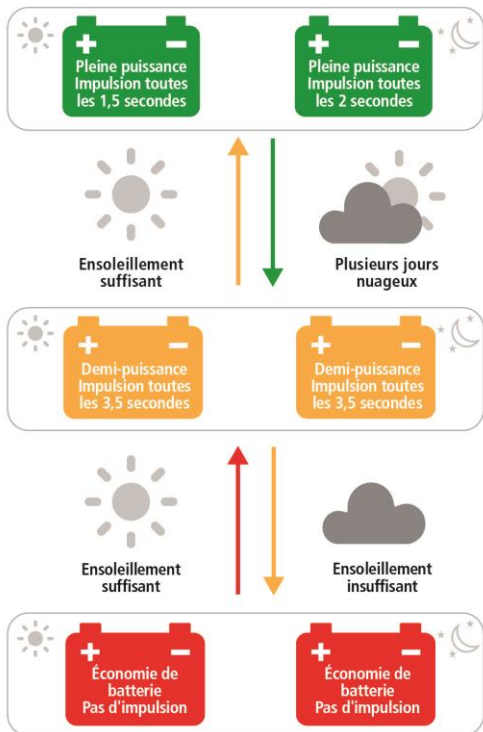 + −
Pleine puissance
Impulsion toutes
les 1,5 secondes
+ −
Pleine puissance
Impulsion toutes
les 2 secondes
Ensoleillement
suffisant
Plusieurs jours
nuageux
+ −
Demi-puissance
Impulsion toutes
les 3,5 secondes
+ −
Demi-puissance
Impulsion toutes
les 3,5 secondes
Ensoleillement
suffisant
Ensoleillement
insuffisant
+ −
Économie de
batterie
Pas d'impulsion
+ −
Économie de
batterie
Pas d'impulsion